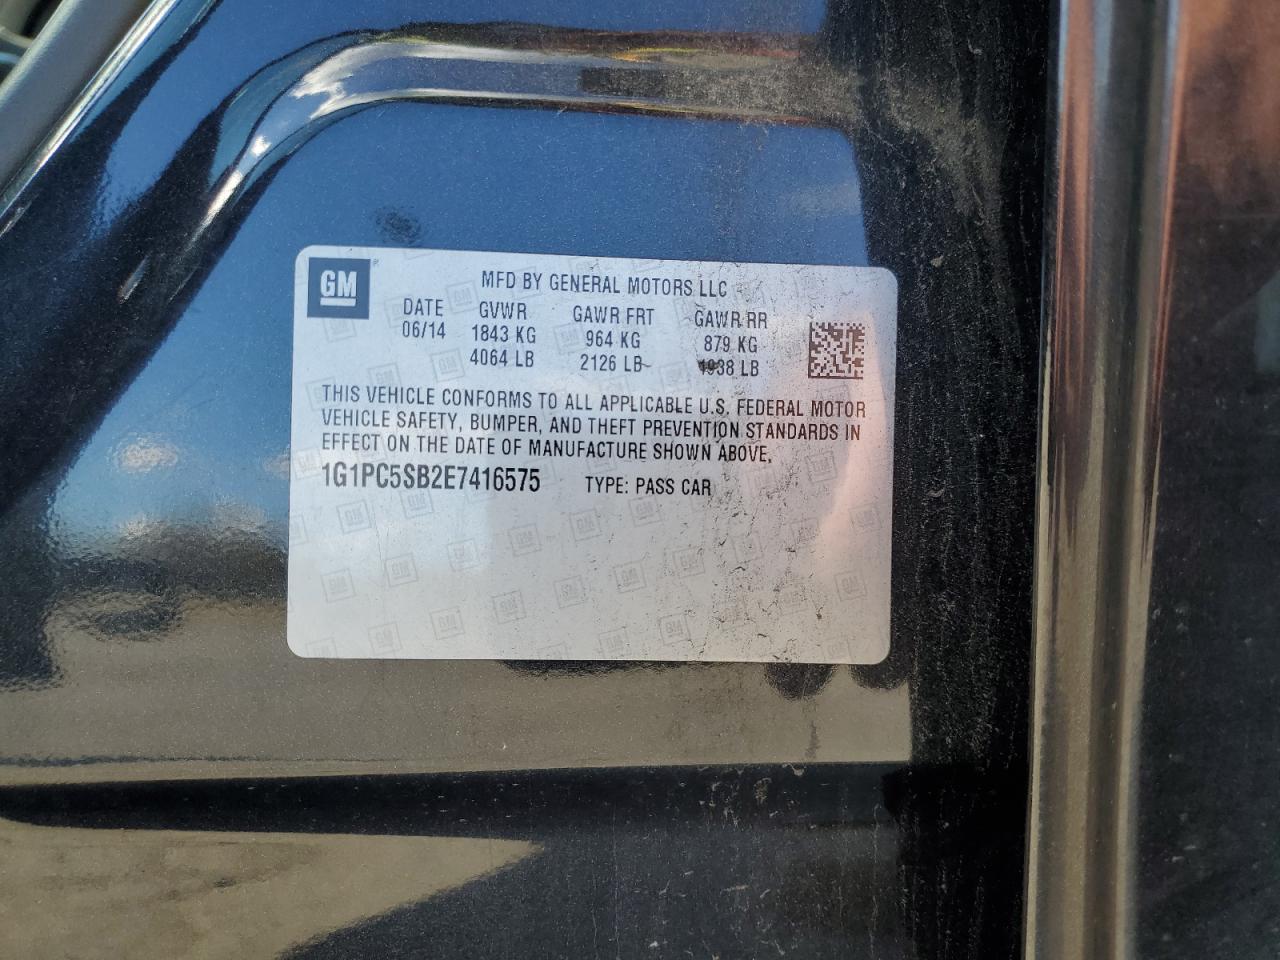 GM®
MFD BY GENERAL MOTORS LLC
DATE GVWR GAWR FRT GAWR RR
06/14 1843 KG 964 KG 879 KG
4064 LB 2126 LB 1938 LB
THIS VEHICLE CONFORMS TO ALL APPLICABLE U.S. FEDERAL MOTOR
VEHICLE SAFETY, BUMPER, AND THEFT PREVENTION STANDARDS IN
EFFECT ON THE DATE OF MANUFACTURE SHOWN ABOVE.
1G1PC5SB2E7416575 TYPE: PASS CAR